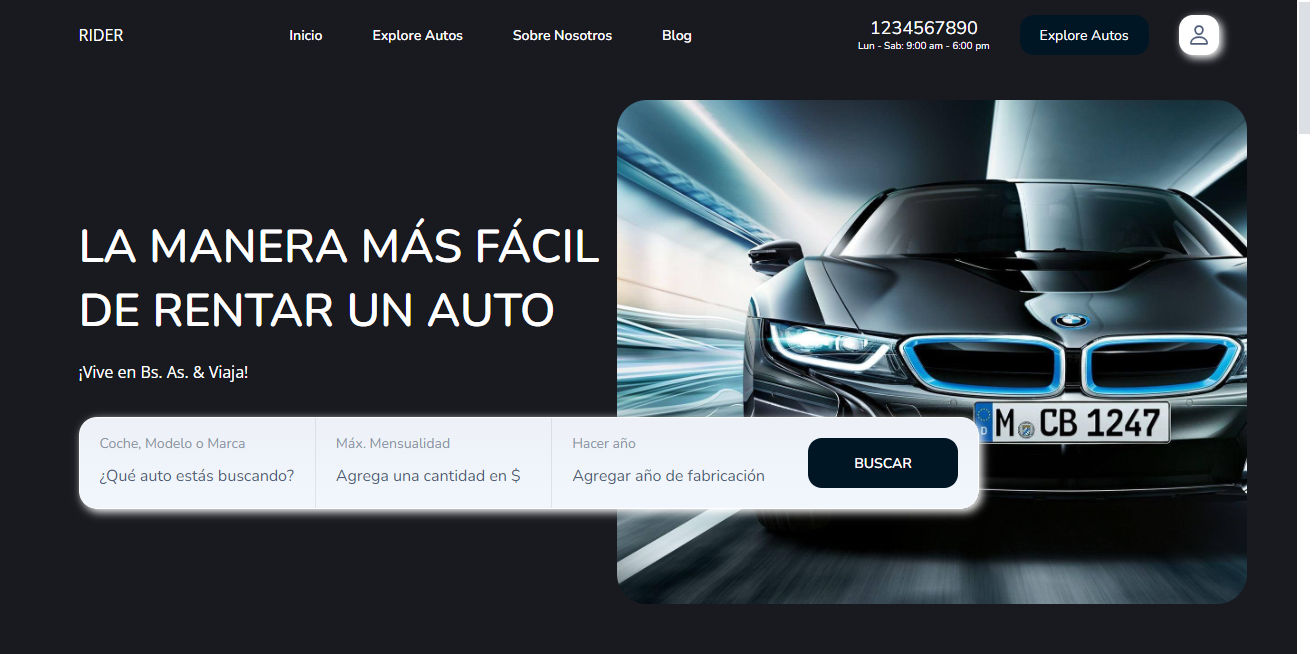 RIDER
Inicio
Explore Autos
Sobre Nosotros
Blog
1234567890
Lun - Sab: 9:00 am - 6:00 pm
Explore Autos
LA MANERA MÁS FÁCIL
DE RENTAR UN AUTO
¡Vive en Bs. As. & Viaja!
Coche, Modelo o Marca
¿Qué auto estás buscando?
Máx. Mensualidad
Agrega una cantidad en $
Hacer año
Agregar año de fabricación
BUSCAR
BMW
D M CB 1247